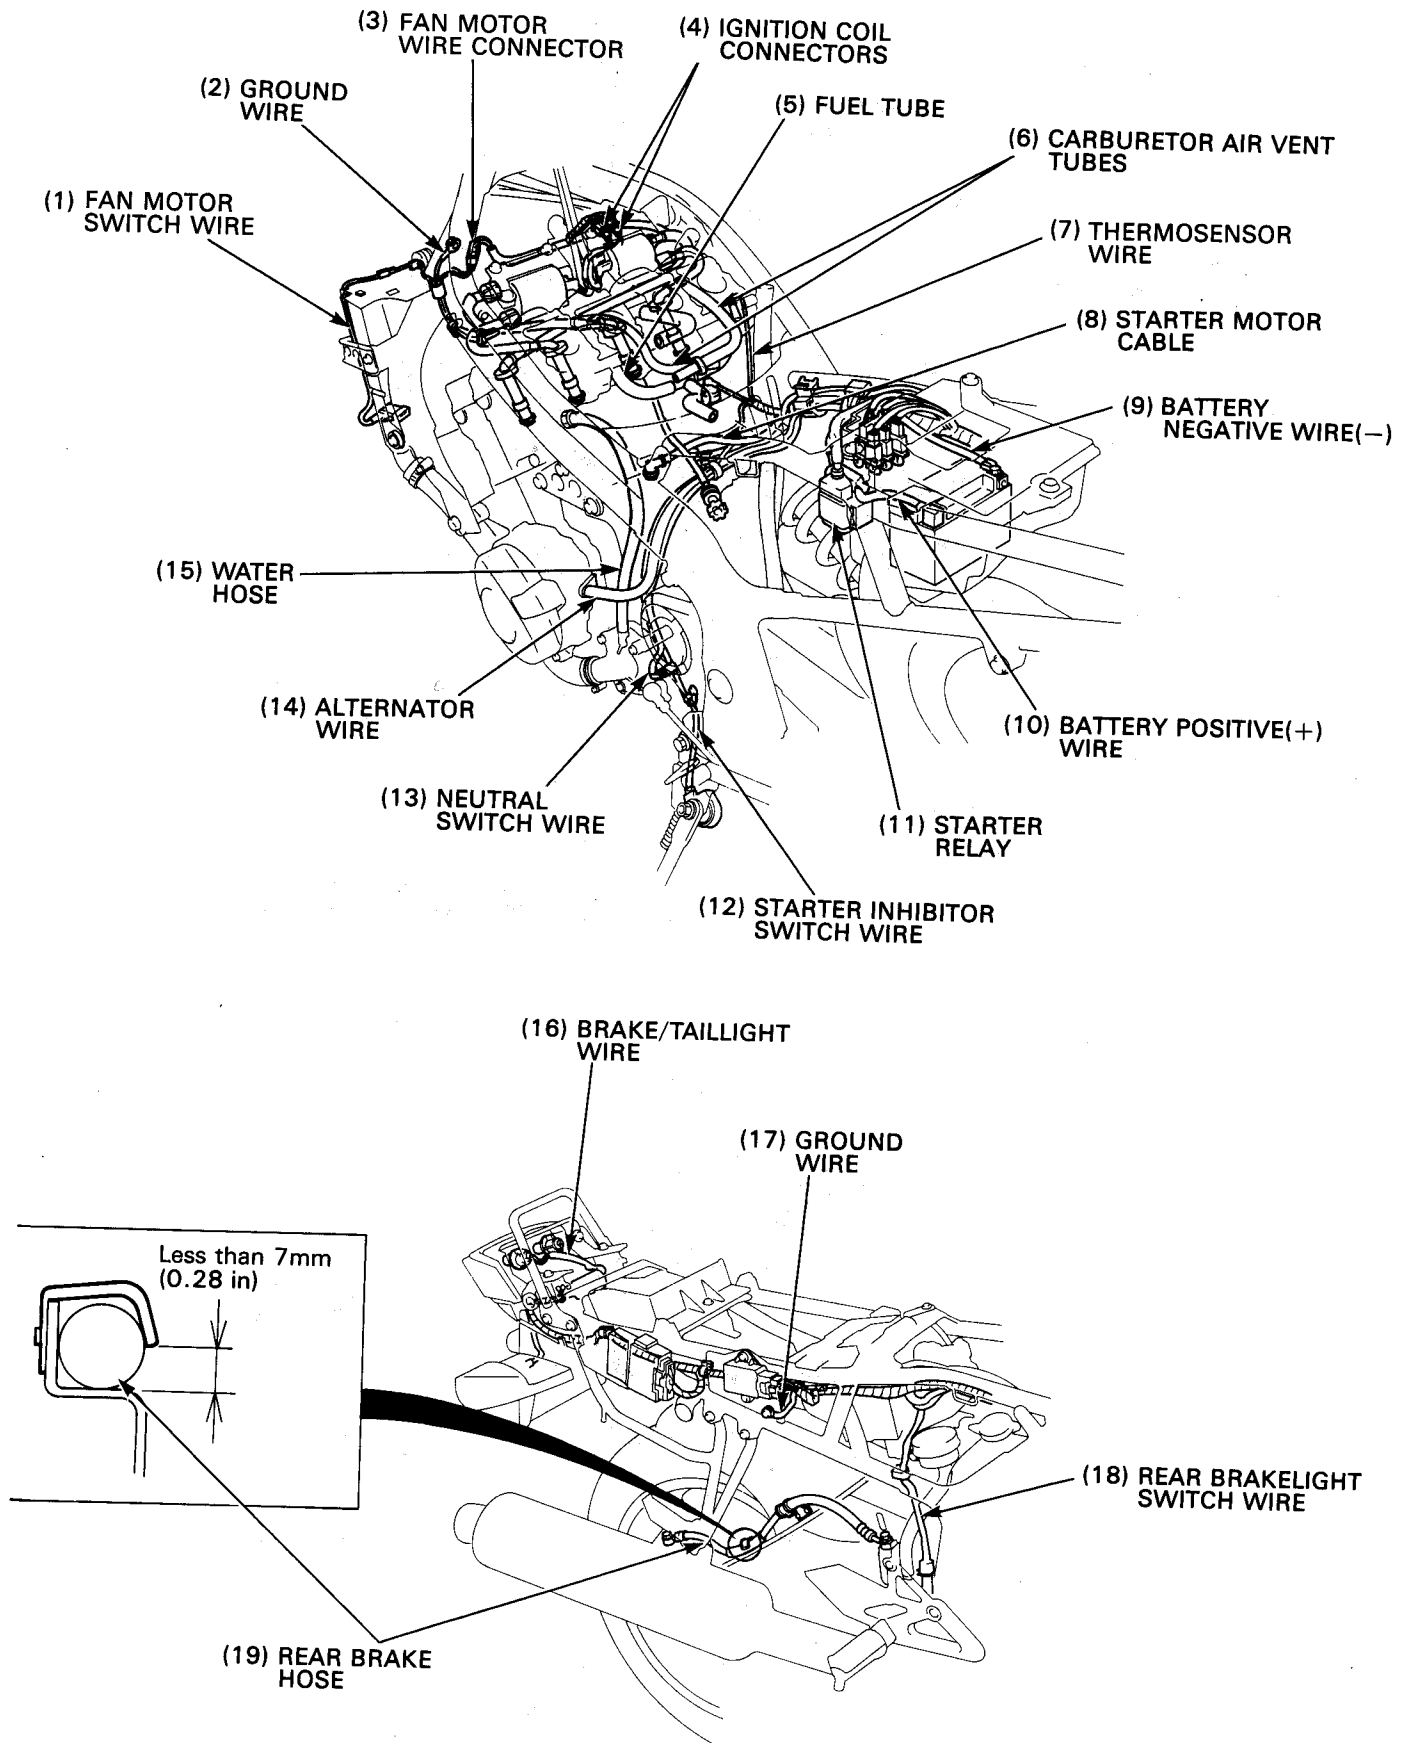 (3) FAN MOTOR
WIRE CONNECTOR
(4) IGNITION COIL
CONNECTORS
(2) GROUND
WIRE
(5) FUEL TUBE
(6) CARBURETOR AIR VENT
TUBES
(1) FAN MOTOR
SWITCH WIRE
(7) THERMOSENSOR
WIRE
(8) STARTER MOTOR
CABLE
(9) BATTERY
NEGATIVE WIRE(−)
(15) WATER
HOSE
(14) ALTERNATOR
WIRE
(10) BATTERY POSITIVE(+)
WIRE
(13) NEUTRAL
SWITCH WIRE
(11) STARTER
RELAY
(12) STARTER INHIBITOR
SWITCH WIRE
(16) BRAKE/TAILLIGHT
WIRE
(17) GROUND
WIRE
Less than 7mm
(0.28 in)
(18) REAR BRAKELIGHT
SWITCH WIRE
(19) REAR BRAKE
HOSE